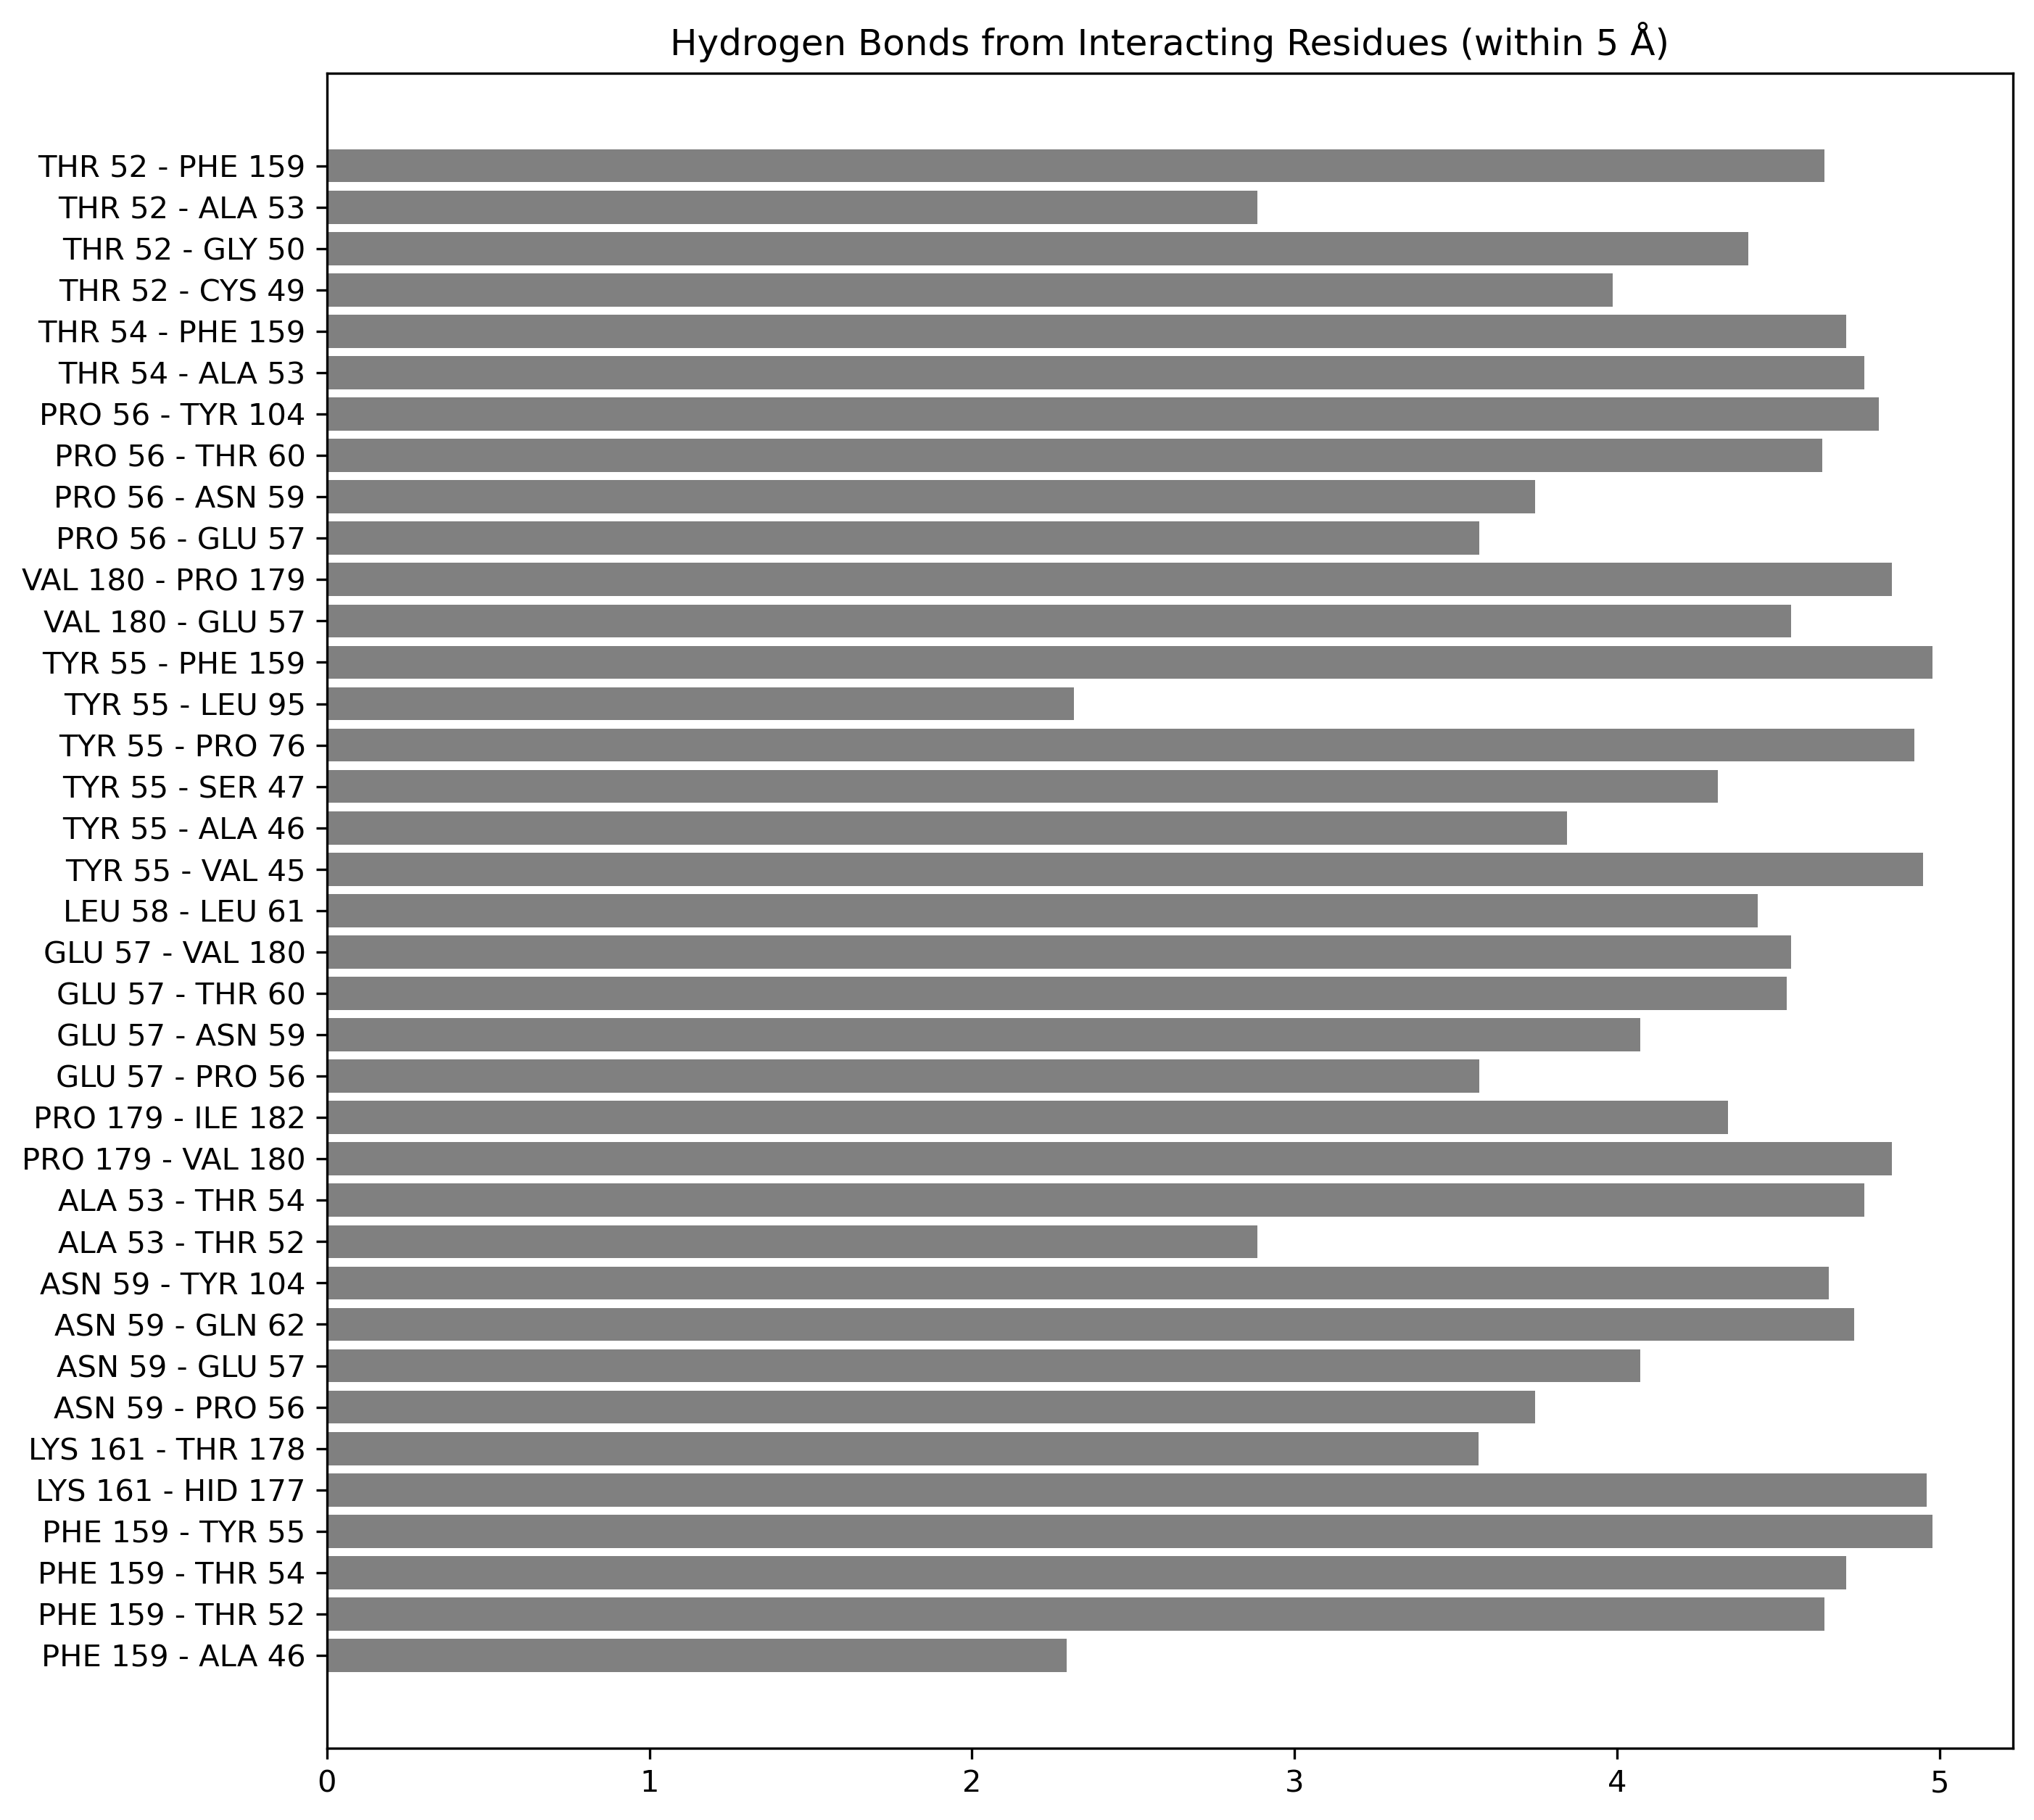 Hydrogen Bonds from Interacting Residues (within 5 Å)
THR 52 - PHE 159
THR 52 - ALA 53
THR 52 - GLY 50
THR 52 - CYS 49
THR 54 - PHE 159
THR 54 - ALA 53
PRO 56 - TYR 104
PRO 56 - THR 60
PRO 56 - ASN 59
PRO 56 - GLU 57
VAL 180 - PRO 179
VAL 180 - GLU 57
TYR 55 - PHE 159
TYR 55 - LEU 95
TYR 55 - PRO 76
TYR 55 - SER 47
TYR 55 - ALA 46
TYR 55 - VAL 45
LEU 58 - LEU 61
GLU 57 - VAL 180
GLU 57 - THR 60
GLU 57 - ASN 59
GLU 57 - PRO 56
PRO 179 - ILE 182
PRO 179 - VAL 180
ALA 53 - THR 54
ALA 53 - THR 52
ASN 59 - TYR 104
ASN 59 - GLN 62
ASN 59 - GLU 57
ASN 59 - PRO 56
LYS 161 - THR 178
LYS 161 - HID 177
PHE 159 - TYR 55
PHE 159 - THR 54
PHE 159 - THR 52
PHE 159 - ALA 46
0 1 2 3 4 5